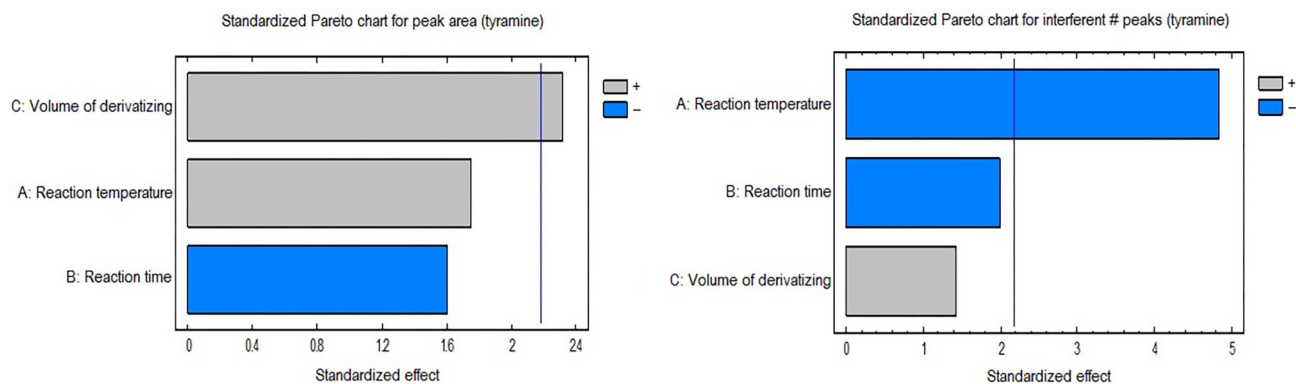 Standardized Pareto chart for peak area (tyramine)
C: Volume of derivatizing
A: Reaction temperature
B: Reaction time
+
−
0 0.4 0.8 1.2 1.6 2 24
Standardized effect
Standardized Pareto chart for interferent # peaks (tyramine)
A: Reaction temperature
B: Reaction time
C: Volume of derivatizing
+
−
0 1 2 3 4 5
Standardized effect